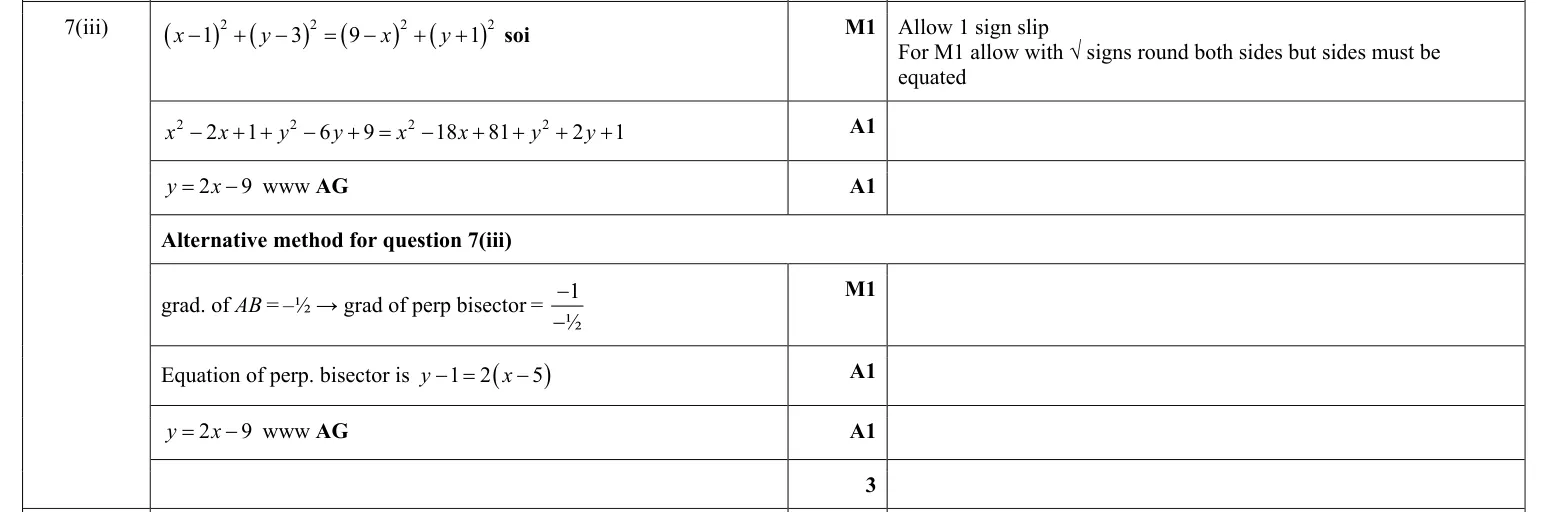 7(iii) (x−1)² + (y−3)² = (9−x)² + (y+1)² soi M1 Allow 1 sign slip
For M1 allow with √ signs round both sides but sides must be
equated
x² − 2x + 1 + y² − 6y + 9 = x² − 18x + 81 + y² + 2y + 1 A1
y = 2x − 9 www AG A1
Alternative method for question 7(iii)
grad. of AB = −½ → grad of perp bisector = −1/−½ M1
Equation of perp. bisector is y − 1 = 2(x − 5) A1
y = 2x − 9 www AG A1
3